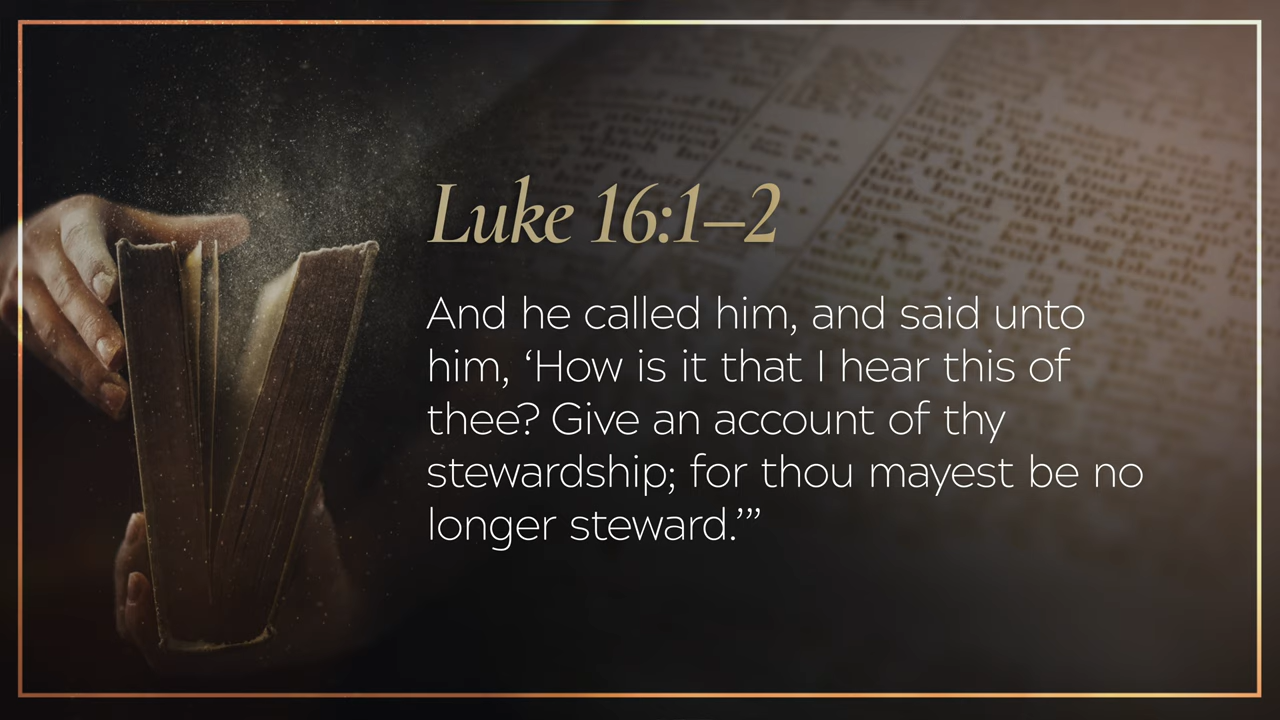 Luke 16:1–2
And he called him, and said unto
him, ‘How is it that I hear this of
thee? Give an account of thy
stewardship; for thou mayest be no
longer steward.’”